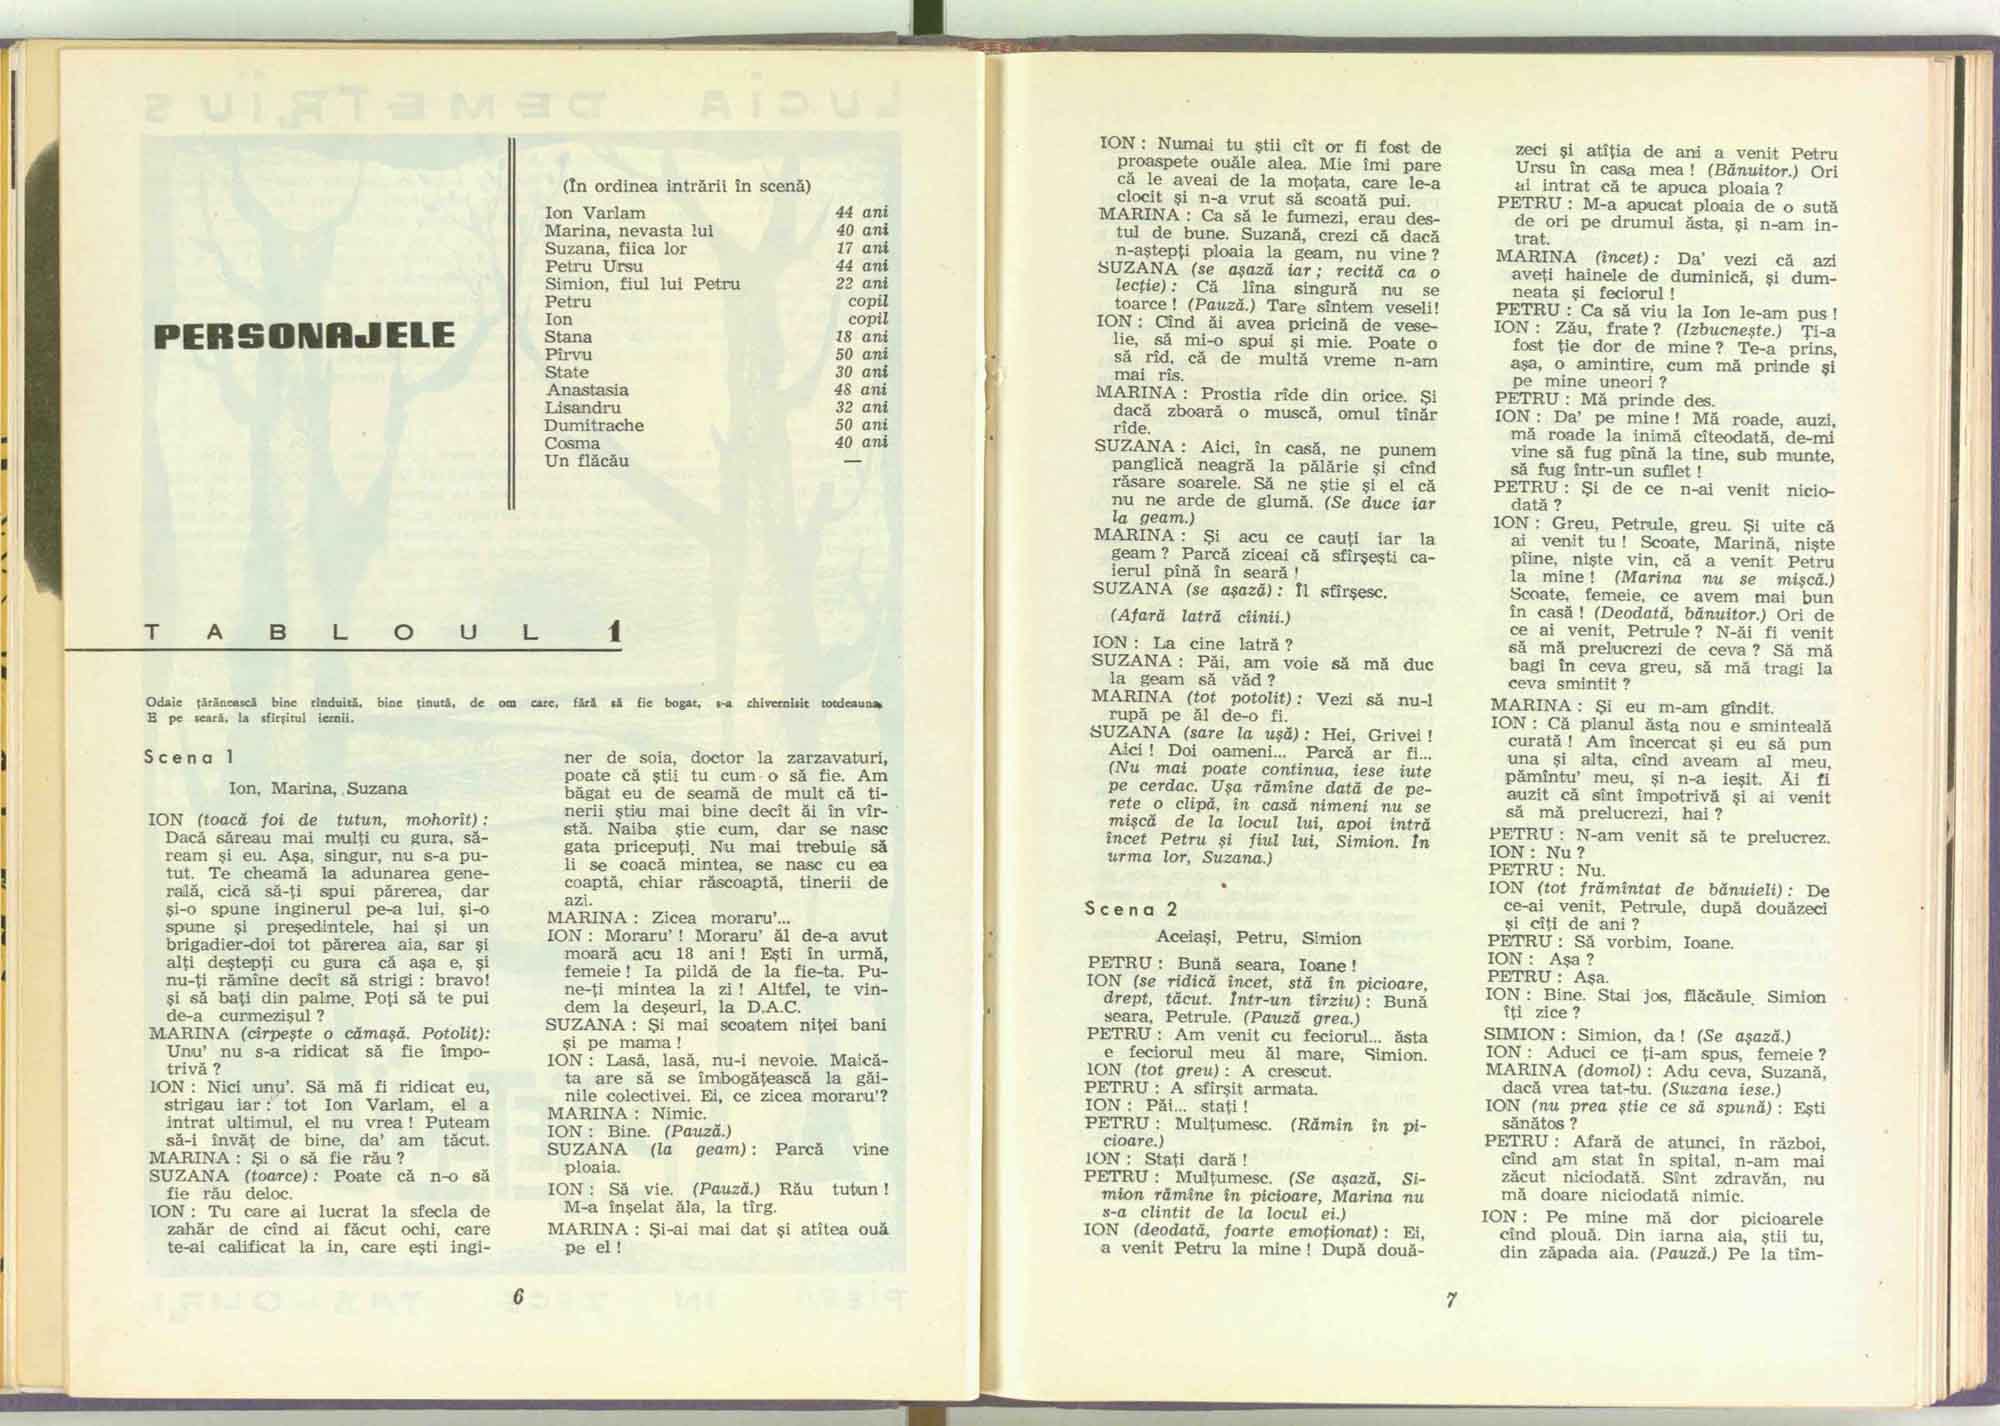 PERSONAJELE
(În ordinea intrării în scenă)
Ion Varlam 44 ani
Marina, nevasta lui 40 ani
Suzana, fiica lor 17 ani
Petru Ursu 44 ani
Simion, fiul lui Petru 22 ani
Petru copil
Ion copil
Stana 18 ani
Pîrvu 50 ani
State 30 ani
Anastasia 48 ani
Lisandru 32 ani
Dumitrache 50 ani
Cosma 40 ani
Un flăcău —
TABLOUL 1
Odaie țărănească bine rînduită, bine ținută, de om care, fără să fie bogat, s-a chivernisit totdeauna.
E pe seară, la sfîrșitul iernii.
Scena 1
Ion, Marina, Suzana
ION (toacă foi de tutun, mohorît) :
Dacă săreau mai mulți cu gura, să-
ream și eu. Așa, singur, nu s-a pu-
tut. Te cheamă la adunarea gene-
rală, cică să-ți spui părerea, dar
și-o spune inginerul pe-a lui, și-o
spune și președintele, hai și un
brigadier-doi tot părerea aia, sar și
alți deștepți cu gura că așa e, și
nu-ți rămîne decît să strigi : bravo!
și să bați din palme. Poți să te pui
de-a curmezișul ?
MARINA (cîrpește o cămașă. Potolit):
Unu' nu s-a ridicat să fie împo-
trivă ?
ION : Nici unu'. Să mă fi ridicat eu,
strigau iar : tot Ion Varlam, el a
intrat ultimul, el nu vrea ! Puteam
să-i învăț de bine, da' am tăcut.
MARINA : Și o să fie rău ?
SUZANA (toarce) : Poate că n-o să
fie rău deloc.
ION : Tu care ai lucrat la sfecla de
zahăr de cînd ai făcut ochi, care
te-ai calificat la in, care ești ingi-
ner de soia, doctor la zarzavaturi,
poate că știi tu cum o să fie. Am
băgat eu de seamă de mult că ti-
nerii știu mai bine decît ăi în vîr-
stă. Naiba știe cum, dar se nasc
gata pricepuți. Nu mai trebuie să
li se coacă mintea, se nasc cu ea
coaptă, chiar răscoaptă, tinerii de
azi.
MARINA : Zicea moraru'...
ION : Moraru' ! Moraru' ăl de-a avut
moară acu 18 ani ! Ești în urmă,
femeie ! Ia pildă de la fie-ta. Pu-
ne-ți mintea la zi ! Altfel, te vin-
dem la deșeuri, la D.A.C.
SUZANA : Și mai scoatem niței bani
și pe mama !
ION : Lasă, lasă, nu-i nevoie. Maică-
ta are să se îmbogățească la găi-
nile colectivei. Ei, ce zicea moraru'?
MARINA : Nimic.
ION : Bine. (Pauză.)
SUZANA (la geam) : Parcă vine
ploaia.
ION : Să vie. (Pauză.) Rău tutun !
M-a înșelat ăla, la tîrg.
MARINA : Și-ai mai dat și atîtea ouă
pe el !
6
ION : Numai tu știi cît or fi fost de
proaspete ouăle alea. Mie îmi pare
că le aveai de la moțata, care le-a
clocit și n-a vrut să scoată pui.
MARINA : Ca să le fumezi, erau des-
tul de bune. Suzană, crezi că dacă
n-aștepți ploaia la geam, nu vine ?
SUZANA (se așază iar ; recită ca o
lecție) : Că lîna singură nu se
toarce ! (Pauză.) Tare sîntem veseli!
ION : Cînd ăi avea pricină de vese-
lie, să mi-o spui și mie. Poate o
să rîd, că de multă vreme n-am
mai rîs.
MARINA : Prostia rîde din orice. Și
dacă zboară o muscă, omul tînăr
rîde.
SUZANA : Aici, în casă, ne punem
panglică neagră la pălărie și cînd
răsare soarele. Să ne știe și el că
nu ne arde de glumă. (Se duce iar
la geam.)
MARINA : Și acu ce cauți iar la
geam ? Parcă ziceai că sfîrșești ca-
ierul pînă în seară !
SUZANA (se așază) : Îl sfîrșesc.
(Afară latră cîinii.)
ION : La cine latră ?
SUZANA : Păi, am voie să mă duc
la geam să văd ?
MARINA (tot potolit) : Vezi să nu-l
rupă pe ăl de-o fi.
SUZANA (sare la ușă) : Hei, Grivei !
Aici ! Doi oameni... Parcă ar fi...
(Nu mai poate continua, iese iute
pe cerdac. Ușa rămîne dată de pe-
rete o clipă, în casă nimeni nu se
mișcă de la locul lui, apoi intră
încet Petru și fiul lui, Simion. În
urma lor, Suzana.)
Scena 2
Aceiași, Petru, Simion
PETRU : Bună seara, Ioane !
ION (se ridică încet, stă în picioare,
drept, tăcut. Într-un tîrziu) : Bună
seara, Petrule. (Pauză grea.)
PETRU : Am venit cu feciorul... ăsta
e feciorul meu ăl mare, Simion.
ION (tot greu) : A crescut.
PETRU : A sfîrșit armata.
ION : Păi... stați !
PETRU : Mulțumesc. (Rămîn în pi-
cioare.)
ION : Stați dară !
PETRU : Mulțumesc. (Se așază, Si-
mion rămîne în picioare, Marina nu
s-a clintit de la locul ei.)
ION (deodată, foarte emoționat) : Ei,
a venit Petru la mine ! După două-
zeci și atîția de ani a venit Petru
Ursu în casa mea ! (Bănuitor.) Ori
ai intrat că te apuca ploaia ?
PETRU : M-a apucat ploaia de o sută
de ori pe drumul ăsta, și n-am in-
trat.
MARINA (încet) : Da' vezi că azi
aveți hainele de duminică, și dum-
neata și feciorul !
PETRU : Ca să viu la Ion le-am pus !
ION : Zău, frate ? (Izbucnește.) Ți-a
fost ție dor de mine ? Te-a prins,
așa, o amintire, cum mă prinde și
pe mine uneori ?
PETRU : Mă prinde des.
ION : Da' pe mine ! Mă roade, auzi,
mă roade la inimă cîteodată, de-mi
vine să fug pînă la tine, sub munte,
să fug într-un suflet !
PETRU : Și de ce n-ai venit nicio-
dată ?
ION : Greu, Petrule, greu. Și uite că
ai venit tu ! Scoate, Marină, niște
pîine, niște vin, că a venit Petru
la mine ! (Marina nu se mișcă.)
Scoate, femeie, ce avem mai bun
în casă ! (Deodată, bănuitor.) Ori de
ce ai venit, Petrule ? N-ăi fi venit
să mă prelucrezi de ceva ? Să mă
bagi în ceva greu, să mă tragi la
ceva smintit ?
MARINA : Și eu m-am gîndit.
ION : Că planul ăsta nou e sminteală
curată ! Am încercat și eu să pun
una și alta, cînd aveam al meu,
pămîntu' meu, și n-a ieșit. Ăi fi
auzit că sînt împotrivă și ai venit
să mă prelucrezi, hai ?
PETRU : N-am venit să te prelucrez.
ION : Nu ?
PETRU : Nu.
ION (tot frămîntat de bănuieli) : De
ce-ai venit, Petrule, după douăzeci
și cîți de ani ?
PETRU : Să vorbim, Ioane.
ION : Așa ?
PETRU : Așa.
ION : Bine. Stai jos, flăcăule. Simion
îți zice ?
SIMION : Simion, da ! (Se așază.)
ION : Aduci ce ți-am spus, femeie ?
MARINA (domol) : Adu ceva, Suzană,
dacă vrea tat-tu. (Suzana iese.)
ION (nu prea știe ce să spună) : Ești
sănătos ?
PETRU : Afară de atunci, în război,
cînd am stat în spital, n-am mai
zăcut niciodată. Sînt zdravăn, nu
mă doare niciodată nimic.
ION : Pe mine mă dor picioarele
cînd plouă. Din iarna aia, știi tu,
din zăpada aia. (Pauză.) Pe la tîm-
7